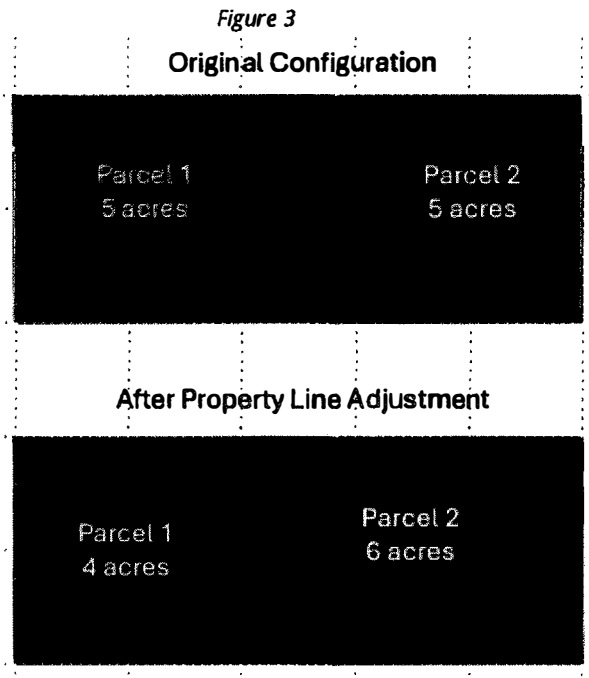 Figure 3
Original Configuration
Parcel 1
5 acres
Parcel 2
5 acres
After Property Line Adjustment
Parcel 1
4 acres
Parcel 2
6 acres